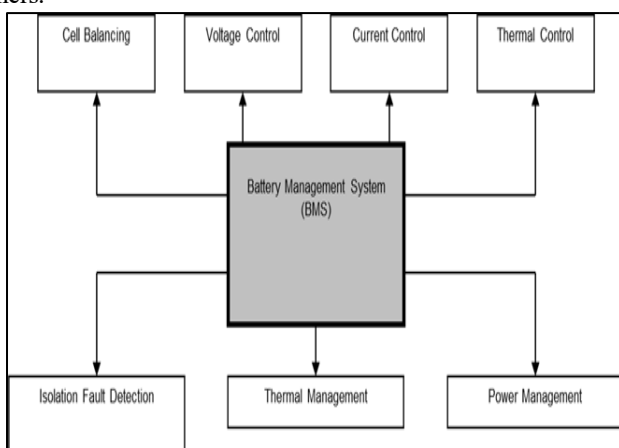 Cell Balancing
Voltage Control
Current Control
Thermal Control
Battery Management System
(BMS)
Isolation Fault Detection
Thermal Management
Power Management